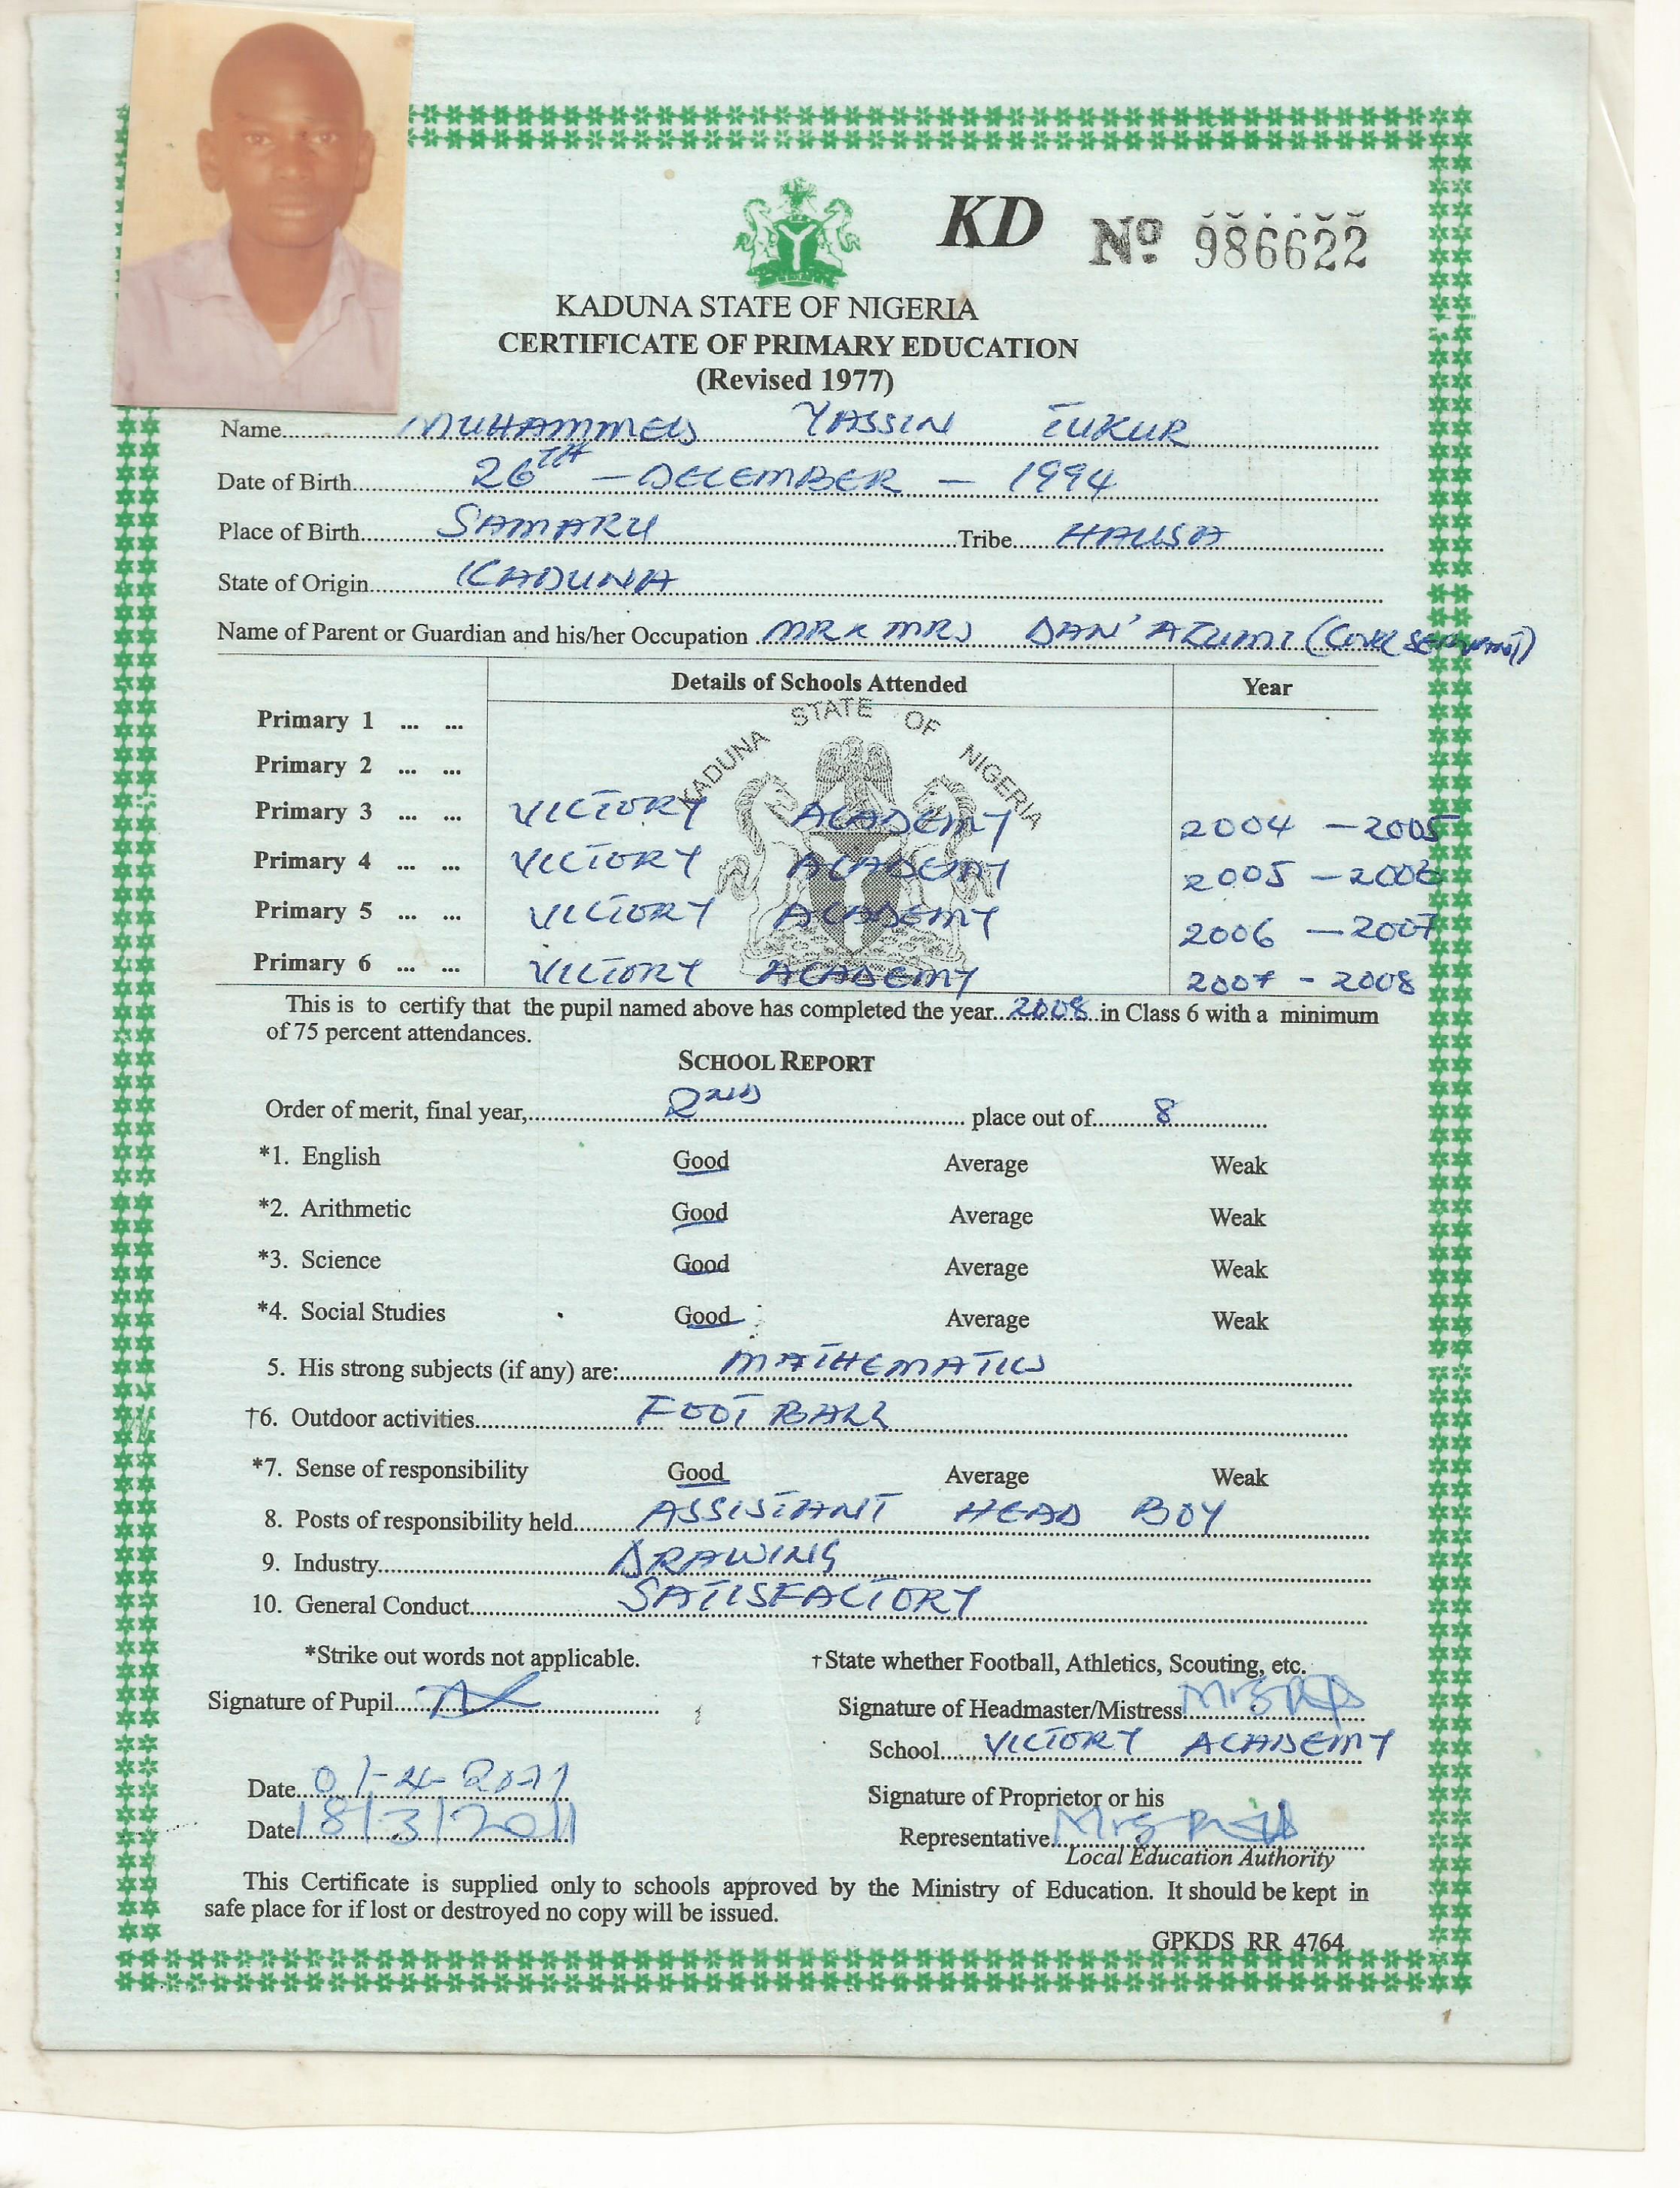 KD No. 986622
KADUNA STATE OF NIGERIA
CERTIFICATE OF PRIMARY EDUCATION
(Revised 1977)
Name MUHAMMED YASSIN TUKUR
Date of Birth 26TH - DECEMBER - 1994
Place of Birth SAMARU Tribe HAUSA
State of Origin KADUNA
Name of Parent or Guardian and his/her Occupation MR & MRS DAN'AZUMI (CIVIL SERVANT)
Details of Schools Attended Year
KADUNA STATE OF NIGERIA
Primary 1 ... ...
Primary 2 ... ...
Primary 3 ... ... VICTORY ACADEMY 2004 - 2005
Primary 4 ... ... VICTORY ACADEMY 2005 - 2006
Primary 5 ... ... VICTORY ACADEMY 2006 - 2007
Primary 6 ... ... VICTORY ACADEMY 2007 - 2008
This is to certify that the pupil named above has completed the year 2008 in Class 6 with a minimum
of 75 percent attendances.
SCHOOL REPORT
Order of merit, final year, 2ND place out of 8
*1. English Good Average Weak
*2. Arithmetic Good Average Weak
*3. Science Good Average Weak
*4. Social Studies Good Average Weak
5. His strong subjects (if any) are: MATHEMATICS
†6. Outdoor activities FOOT BALL
*7. Sense of responsibility Good Average Weak
8. Posts of responsibility held ASSISTANT HEAD BOY
9. Industry DRAWING
10. General Conduct SATISFACTORY
*Strike out words not applicable. †State whether Football, Athletics, Scouting, etc.
Signature of Pupil Signature of Headmaster/Mistress Mrs
School VICTORY ACADEMY
Date 01-4-2011 Signature of Proprietor or his
Date 18/3/2011 Representative Mrs
Local Education Authority
This Certificate is supplied only to schools approved by the Ministry of Education. It should be kept in
safe place for if lost or destroyed no copy will be issued.
GPKDS RR 4764